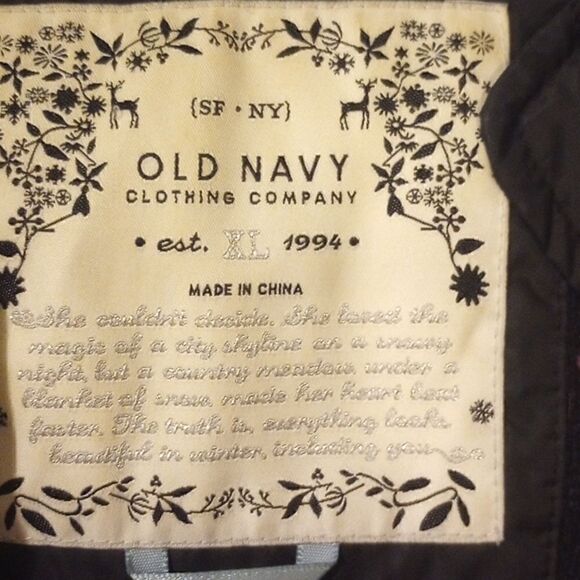 {SF • NY}
OLD NAVY
CLOTHING COMPANY
• est. XL 1994 •
MADE IN CHINA
She couldn't decide. She loved the
magic of a city skyline on a snowy
night, but a country meadow, under a
blanket of snow, made her heart beat
faster. The truth is, everything looks
beautiful in winter, including you